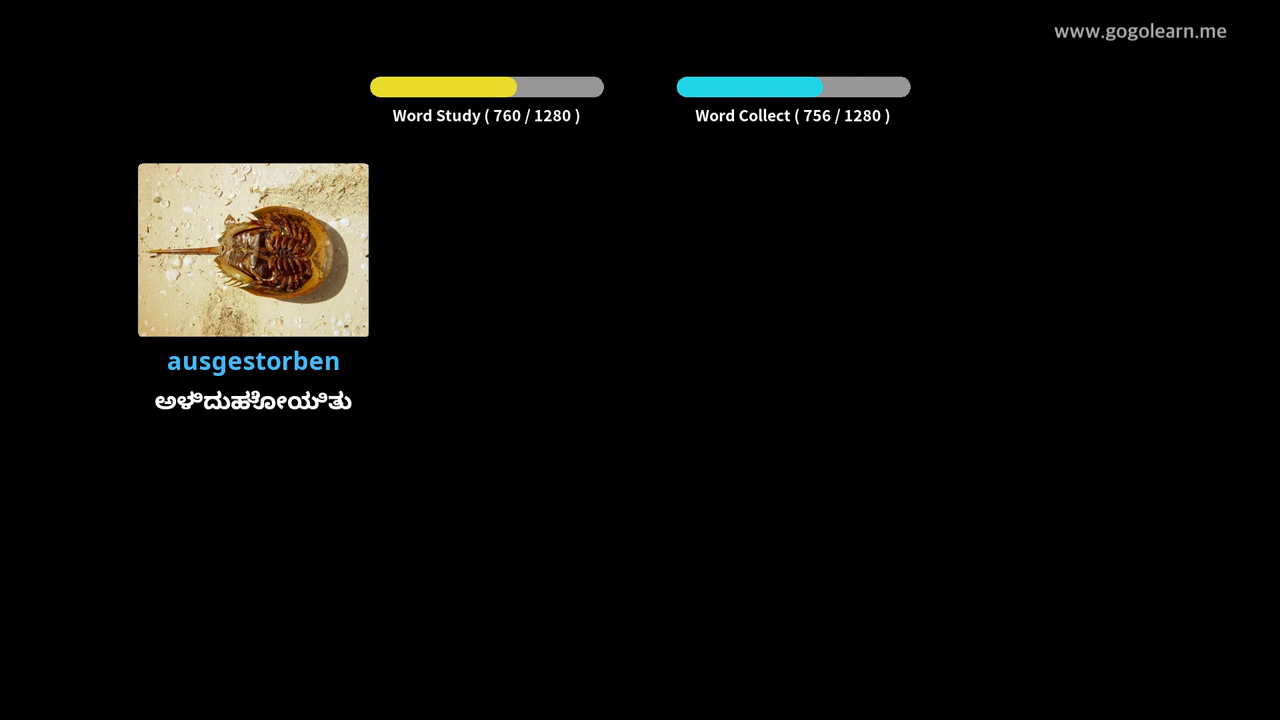 www.gogolearn.me
Word Study ( 760 / 1280 )
Word Collect ( 756 / 1280 )
ausgestorben
ಅಳಿದುಹೋಯಿತು